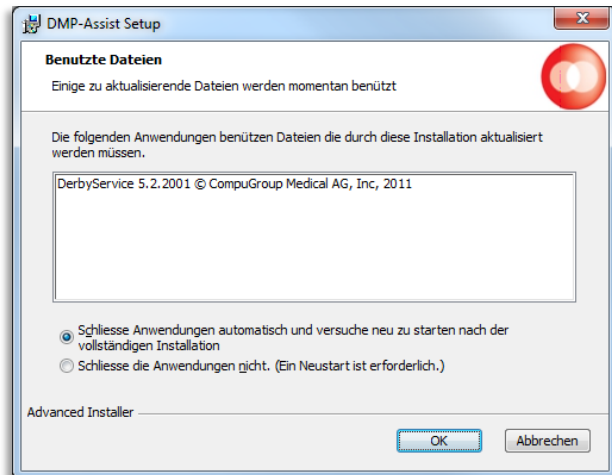 DMP-Assist Setup
Benutzte Dateien
Einige zu aktualisierende Dateien werden momentan benützt
Die folgenden Anwendungen benützen Dateien die durch diese Installation aktualisiert
werden müssen.
DerbyService 5.2.2001 © CompuGroup Medical AG, Inc, 2011
Schliesse Anwendungen automatisch und versuche neu zu starten nach der
vollständigen Installation
Schliesse die Anwendungen nicht. (Ein Neustart ist erforderlich.)
Advanced Installer
OK
Abbrechen